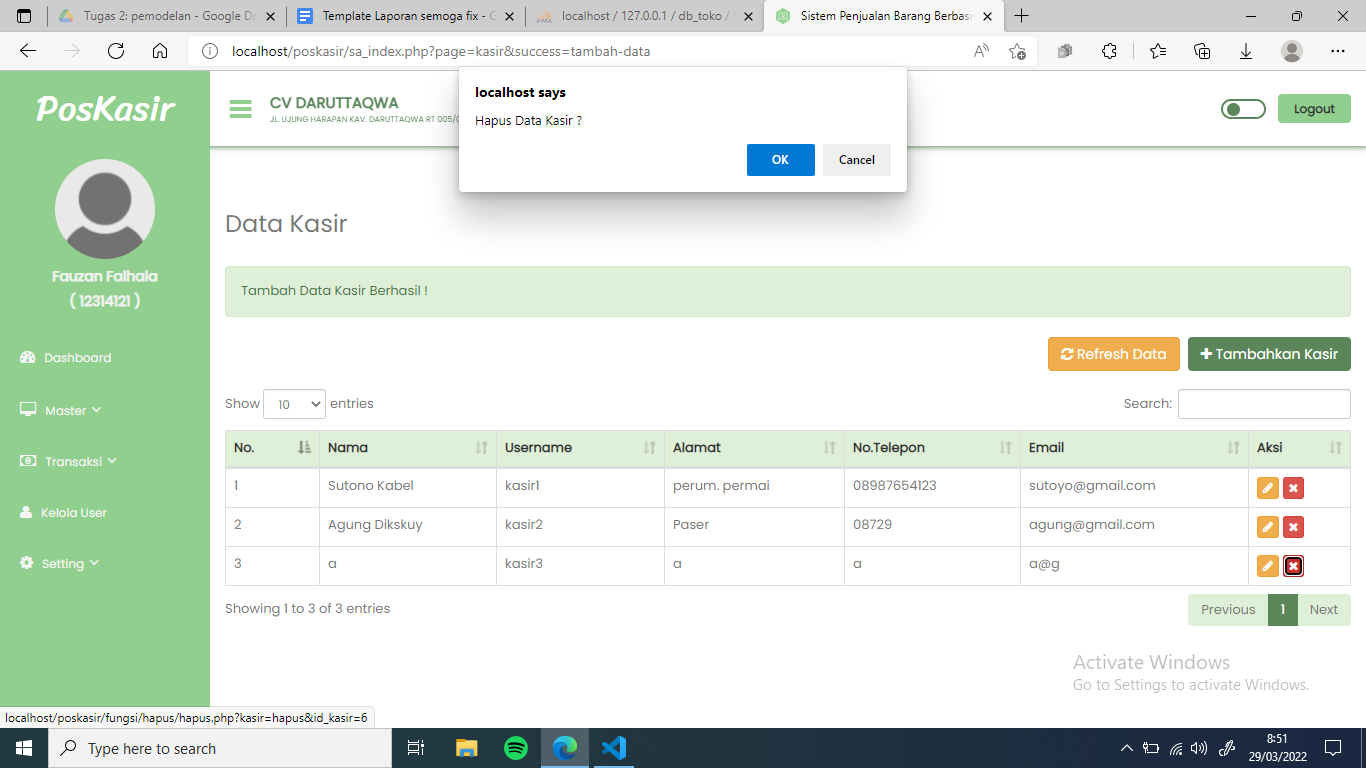 Tugas 2: pemodelan - Google Dr
Template Laporan semoga fix - G
PMA
localhost / 127.0.0.1 / db_toko /
Sistem Penjualan Barang Berbasi
localhost/poskasir/sa_index.php?page=kasir&success=tambah-data
PosKasir
CV DARUTTAQWA
JL. UJUNG HARAPAN KAV. DARUTTAQWA RT 005/0
Logout
localhost says
Hapus Data Kasir ?
OK
Cancel
Fauzan Falhala
( 12314121 )
Dashboard
Master
Transaksi
Kelola User
Setting
Data Kasir
Tambah Data Kasir Berhasil !
Refresh Data
Tambahkan Kasir
Show 10 entries
Search:
No. Nama Username Alamat No.Telepon Email Aksi
1 Sutono Kabel kasir1 perum. permai 08987654123 sutoyo@gmail.com
2 Agung Dikskuy kasir2 Paser 08729 agung@gmail.com
3 a kasir3 a a a@g
Showing 1 to 3 of 3 entries
Previous 1 Next
Activate Windows
Go to Settings to activate Windows.
localhost/poskasir/fungsi/hapus/hapus.php?kasir=hapus&id_kasir=6
Type here to search
8:51
29/03/2022